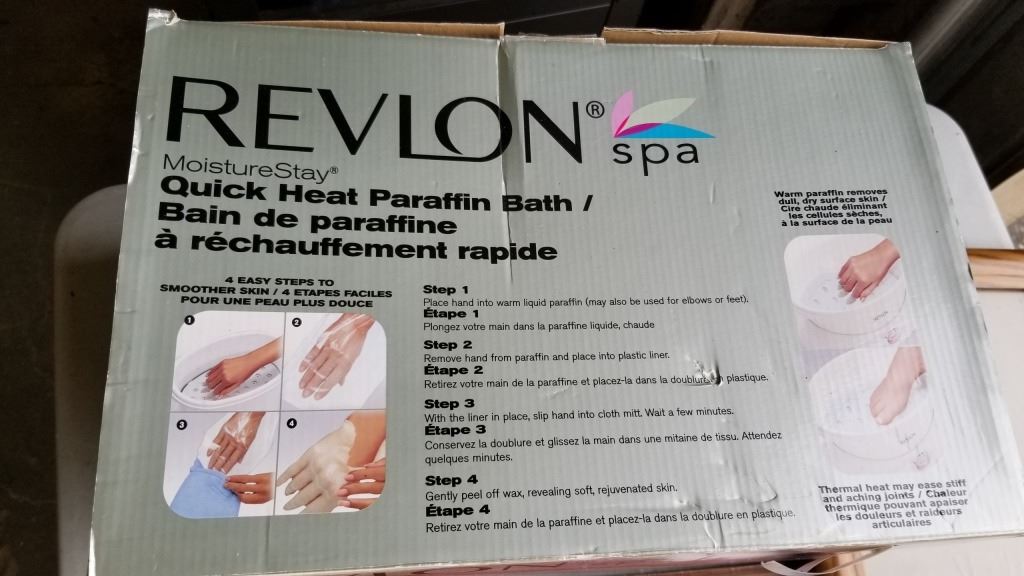 REVLON® spa
MoistureStay®
Quick Heat Paraffin Bath /
Bain de paraffine
à réchauffement rapide
4 EASY STEPS TO
SMOOTHER SKIN / 4 ETAPES FACILES
POUR UNE PEAU PLUS DOUCE
1
2
3
4
Step 1
Place hand into warm liquid paraffin (may also be used for elbows or feet).
Étape 1
Plongez votre main dans la paraffine liquide, chaude
Step 2
Remove hand from paraffin and place into plastic liner.
Étape 2
Retirez votre main de la paraffine et placez-la dans la doublure en plastique.
Step 3
With the liner in place, slip hand into cloth mitt. Wait a few minutes.
Étape 3
Conservez la doublure et glissez la main dans une mitaine de tissu. Attendez
quelques minutes.
Step 4
Gently peel off wax, revealing soft, rejuvenated skin.
Étape 4
Retirez votre main de la paraffine et placez-la dans la doublure en plastique.
Warm paraffin removes
dull, dry surface skin /
Cire chaude éliminant
les cellules sèches,
à la surface de la peau
Thermal heat may ease stiff
and aching joints / Chaleur
thermique pouvant apaiser
les douleurs et raideurs
articulaires